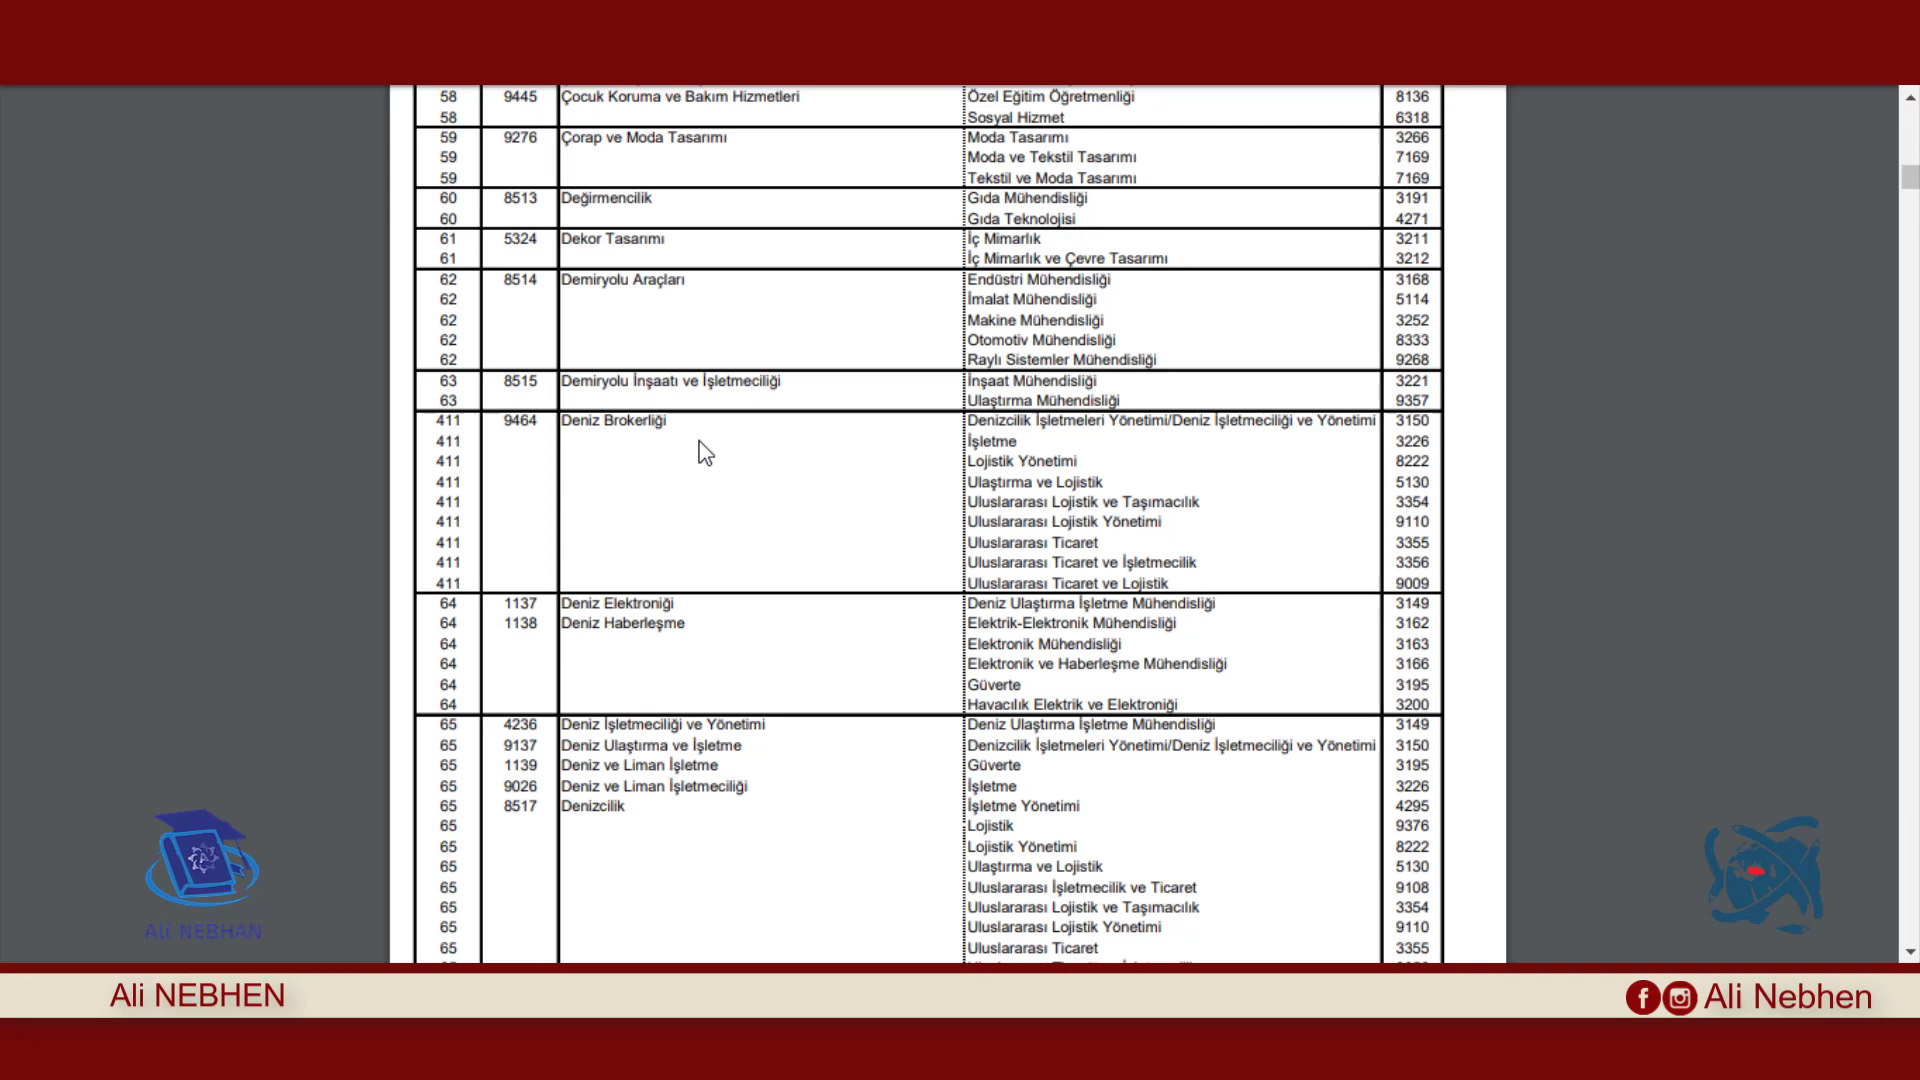 58 9445 Çocuk Koruma ve Bakım Hizmetleri Özel Eğitim Öğretmenliği 8136
58 Sosyal Hizmet 6318
59 9276 Çorap ve Moda Tasarımı Moda Tasarımı 3266
59 Moda ve Tekstil Tasarımı 7169
59 Tekstil ve Moda Tasarımı 7169
60 8513 Değirmencilik Gıda Mühendisliği 3191
60 Gıda Teknolojisi 4271
61 5324 Dekor Tasarımı İç Mimarlık 3211
61 İç Mimarlık ve Çevre Tasarımı 3212
62 8514 Demiryolu Araçları Endüstri Mühendisliği 3168
62 İmalat Mühendisliği 5114
62 Makine Mühendisliği 3252
62 Otomotiv Mühendisliği 8333
62 Raylı Sistemler Mühendisliği 9268
63 8515 Demiryolu İnşaatı ve İşletmeciliği İnşaat Mühendisliği 3221
63 Ulaştırma Mühendisliği 9357
411 9464 Deniz Brokerliği Denizcilik İşletmeleri Yönetimi/Deniz İşletmeciliği ve Yönetimi 3150
411 İşletme 3226
411 Lojistik Yönetimi 8222
411 Ulaştırma ve Lojistik 5130
411 Uluslararası Lojistik ve Taşımacılık 3354
411 Uluslararası Lojistik Yönetimi 9110
411 Uluslararası Ticaret 3355
411 Uluslararası Ticaret ve İşletmecilik 3356
411 Uluslararası Ticaret ve Lojistik 9009
64 1137 Deniz Elektroniği Deniz Ulaştırma İşletme Mühendisliği 3149
64 1138 Deniz Haberleşme Elektrik-Elektronik Mühendisliği 3162
64 Elektronik Mühendisliği 3163
64 Elektronik ve Haberleşme Mühendisliği 3166
64 Güverte 3195
64 Havacılık Elektrik ve Elektroniği 3200
65 4236 Deniz İşletmeciliği ve Yönetimi Deniz Ulaştırma İşletme Mühendisliği 3149
65 9137 Deniz Ulaştırma ve İşletme Denizcilik İşletmeleri Yönetimi/Deniz İşletmeciliği ve Yönetimi 3150
65 1139 Deniz ve Liman İşletme Güverte 3195
65 9026 Deniz ve Liman İşletmeciliği İşletme 3226
65 8517 Denizcilik İşletme Yönetimi 4295
65 Lojistik 9376
65 Lojistik Yönetimi 8222
65 Ulaştırma ve Lojistik 5130
65 Uluslararası İşletmecilik ve Ticaret 9108
65 Uluslararası Lojistik ve Taşımacılık 3354
65 Uluslararası Lojistik Yönetimi 9110
65 Uluslararası Ticaret 3355
Ali NEBHAN
Ali NEBHEN
Ali Nebhen